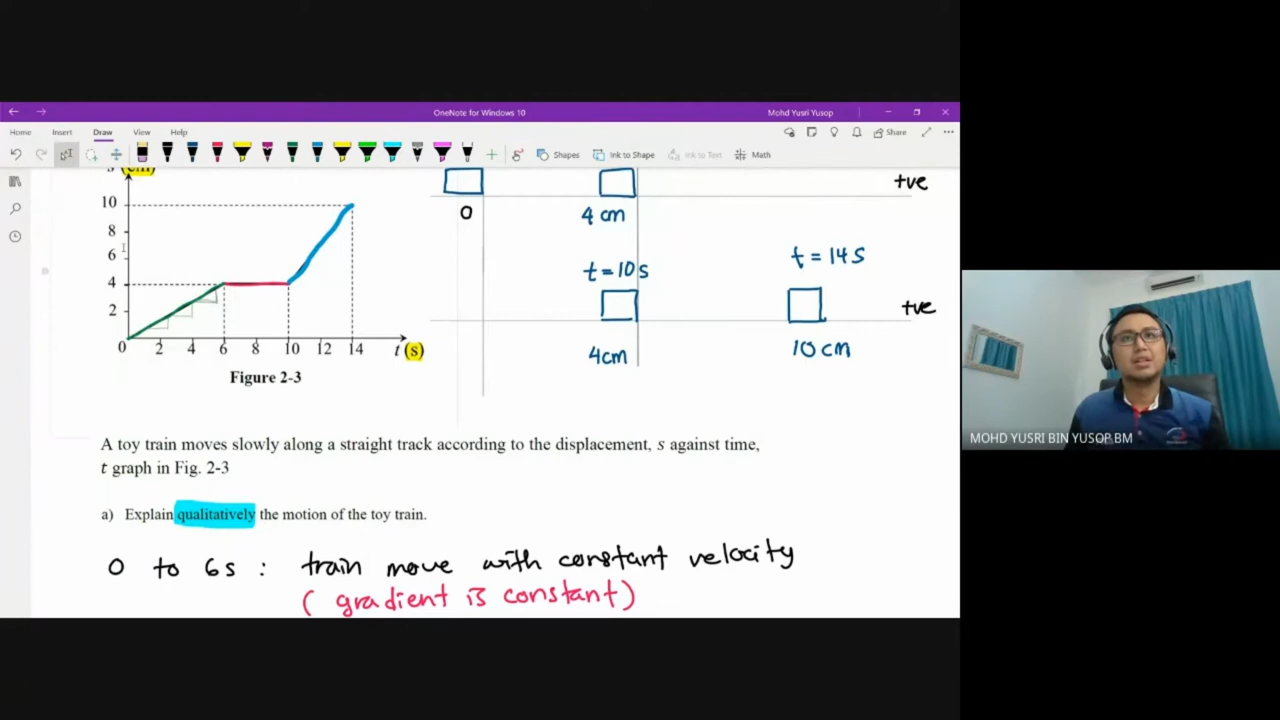 OneNote for Windows 10
Mohd Yusri Yusop
Home Insert Draw View Help
Share
Shapes Ink to Shape Ink to Text Math
s (cm)
10
8
6
4
2
0 2 4 6 8 10 12 14 t (s)
Figure 2-3
+ve
0 4 cm
t = 10s t = 14s
+ve
4cm 10 cm
A toy train moves slowly along a straight track according to the displacement, s against time,
t graph in Fig. 2-3
a) Explain qualitatively the motion of the toy train.
0 to 6s : train move with constant velocity
( gradient is constant)
MOHD YUSRI BIN YUSOP BM